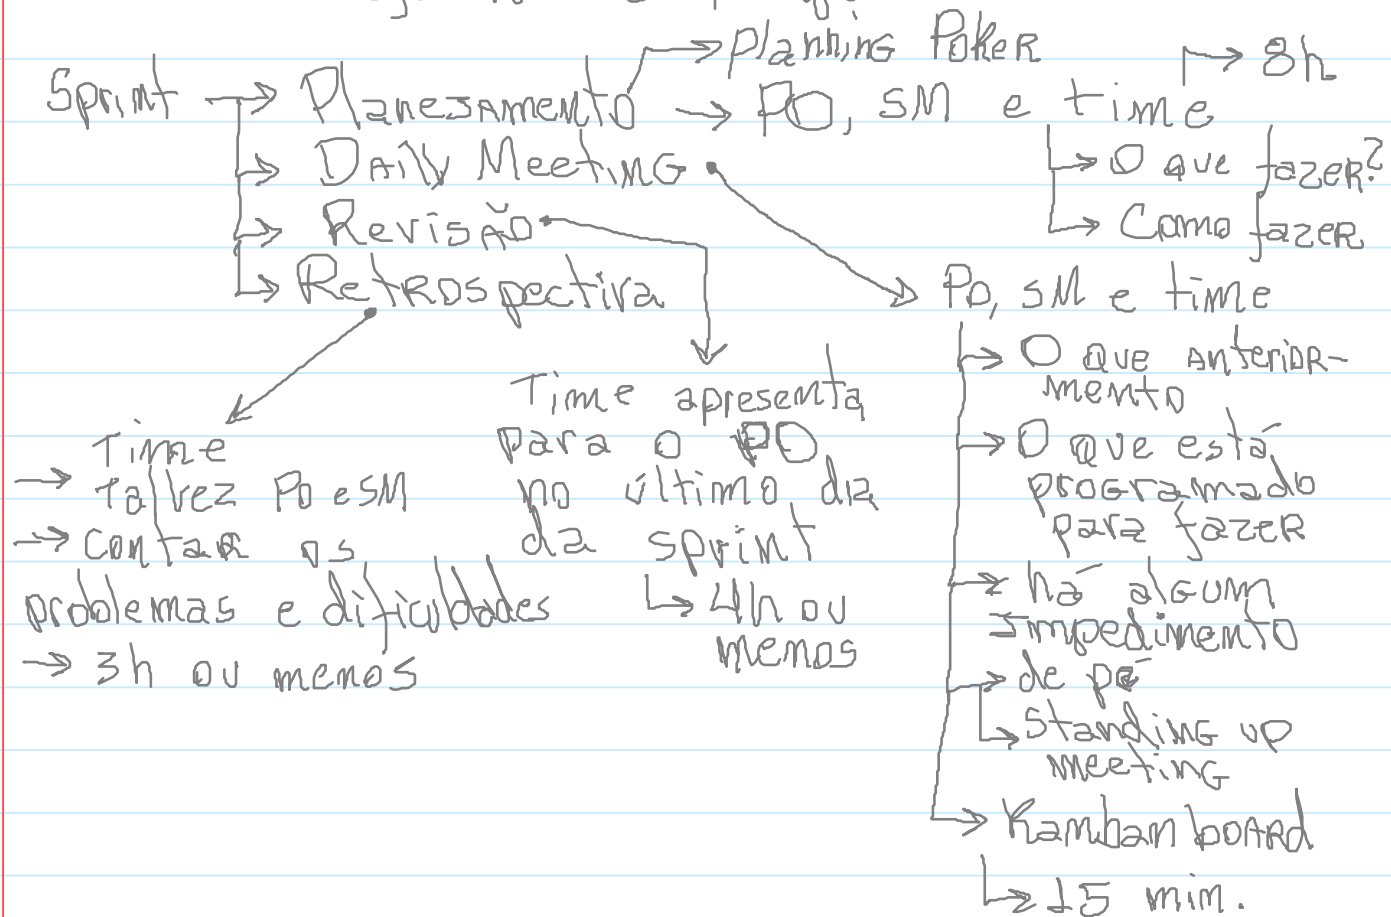 Planning Poker
8h
Sprint → Planejamento → PO, SM e time
→ Daily Meeting
→ O que fazer?
→ Revisão
→ Como fazer
→ Retrospectiva
PO, SM e time
→ O que anterior-
mento
→ O que está
programado
para fazer
→ há algum
Impedimento
→ de pé
→ Standing up
meeting
→ Kamban board
→ 15 min.
Time apresenta
para o PO
no último dia
da sprint
→ 4h ou
menos
Time
→ talvez PO e SM
→ contar os
problemas e dificuldades
→ 3h ou menos